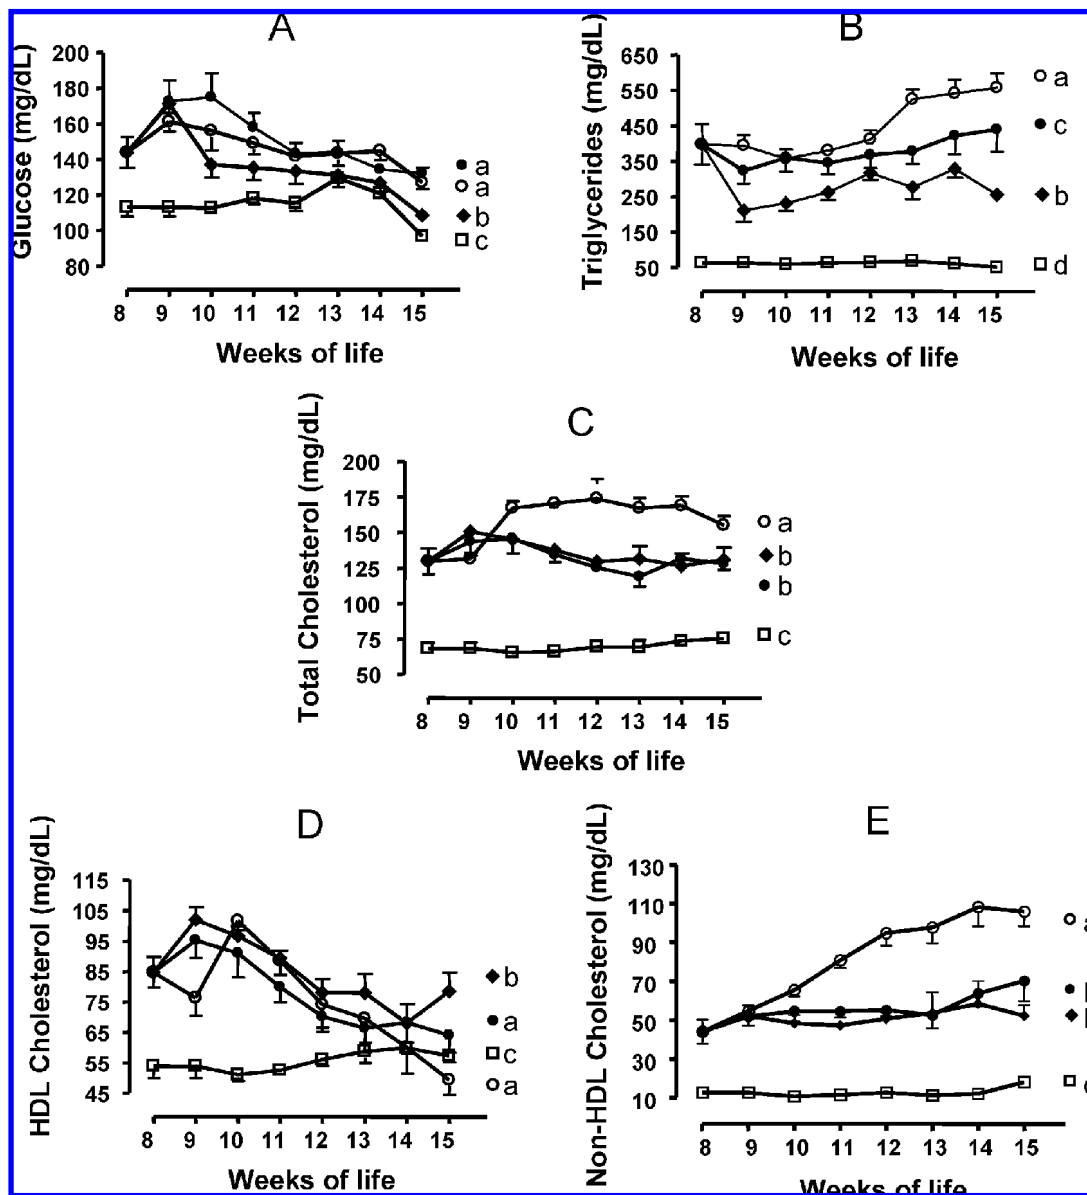 A
Glucose (mg/dL)
200
180
160
140
120
100
80
a
a
b
c
8 9 10 11 12 13 14 15
Weeks of life
B
Triglycerides (mg/dL)
650
550
450
350
250
150
50
a
c
b
d
8 9 10 11 12 13 14 15
Weeks of life
C
Total Cholesterol (mg/dL)
200
175
150
125
100
75
50
a
b
b
c
8 9 10 11 12 13 14 15
Weeks of life
D
HDL Cholesterol (mg/dL)
115
105
95
85
75
65
55
45
b
a
c
a
8 9 10 11 12 13 14 15
Weeks of life
E
Non-HDL Cholesterol (mg/dL)
130
110
90
70
50
30
10
a
8 9 10 11 12 13 14 15
Weeks of life